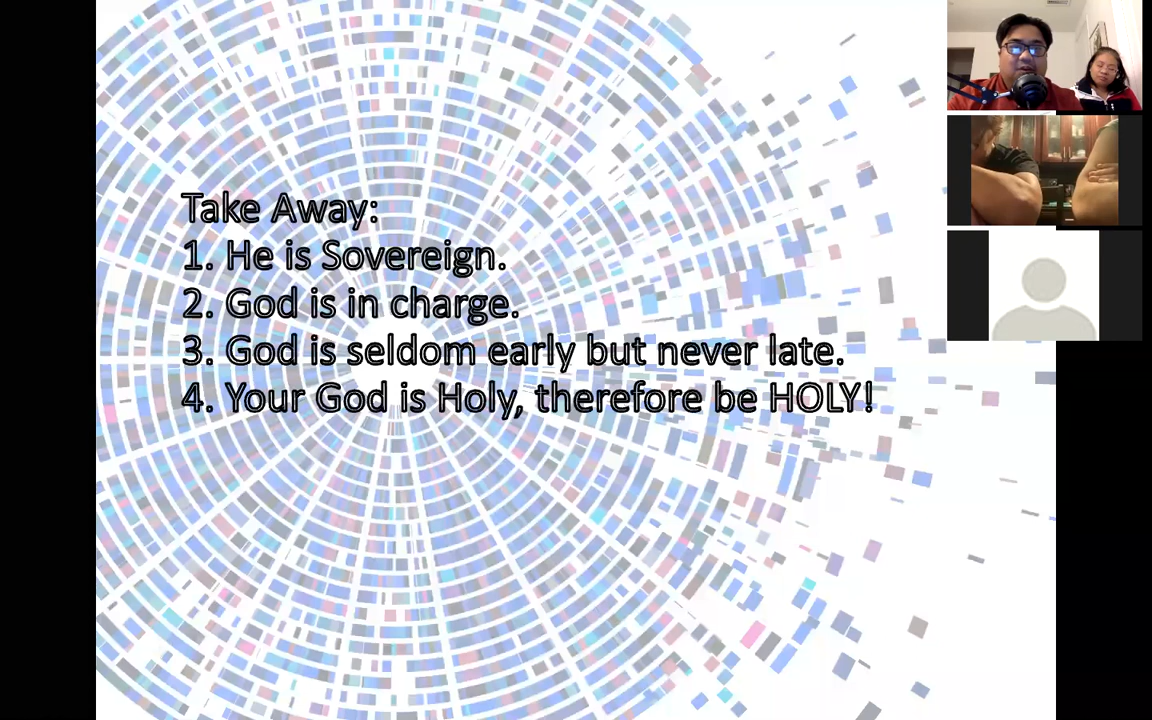 Take Away:
1. He is Sovereign.
2. God is in charge.
3. God is seldom early but never late.
4. Your God is Holy, therefore be HOLY!